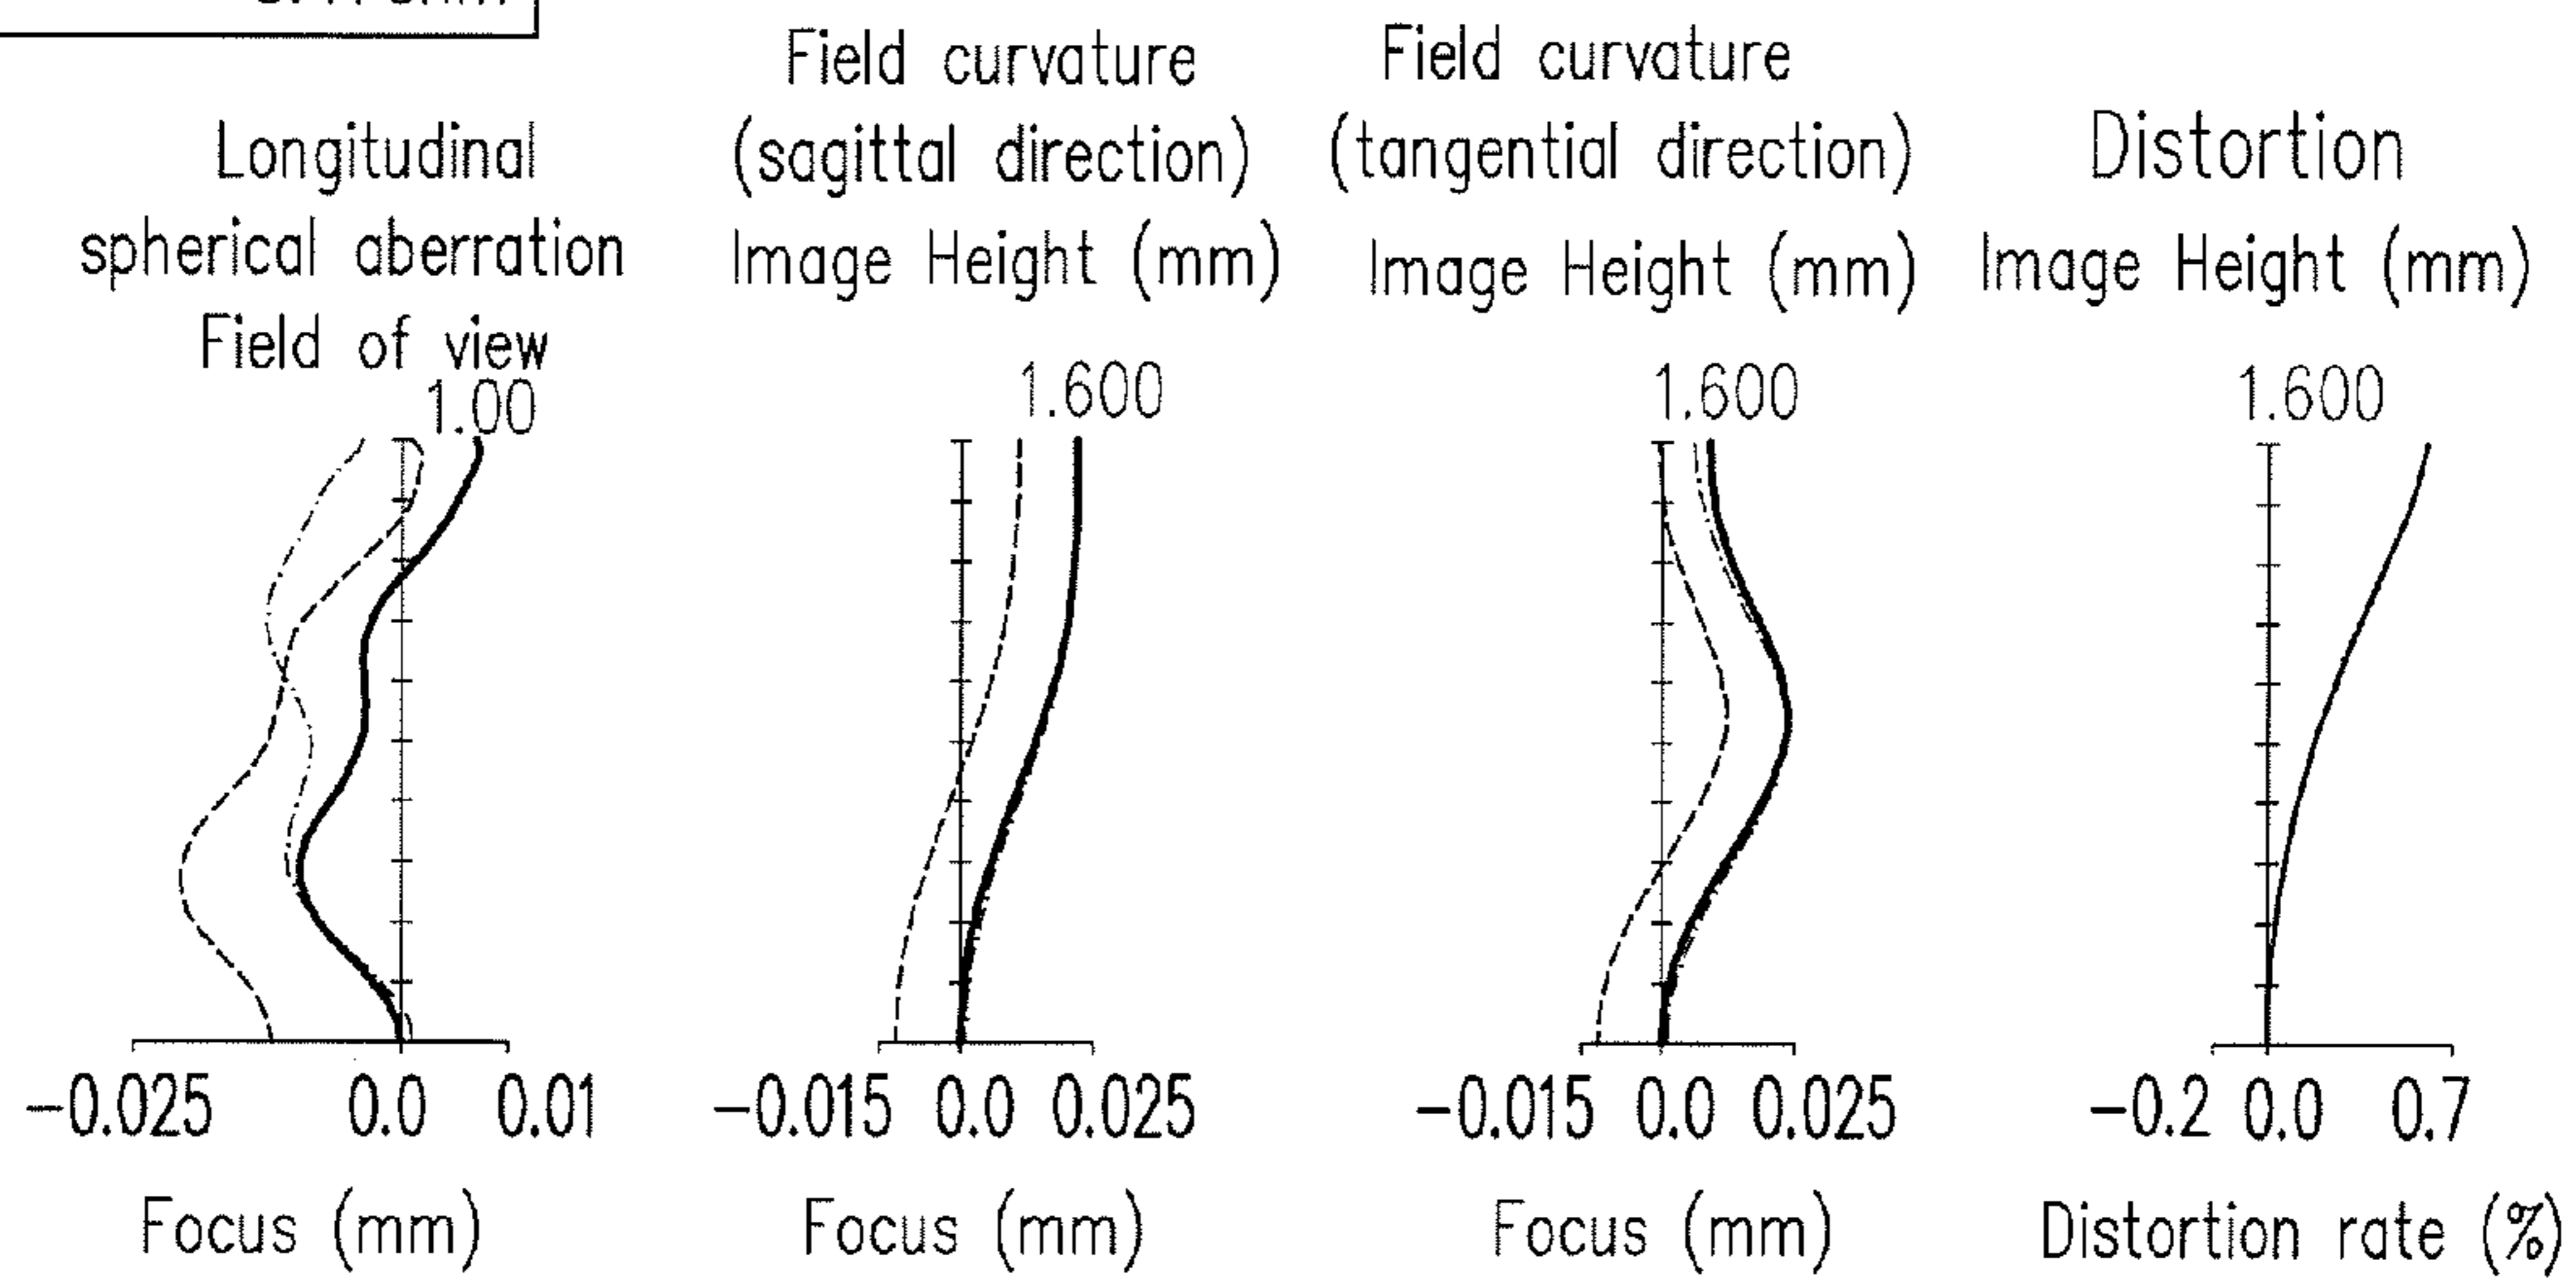 Longitudinal
spherical aberration
Field of view
1.00
−0.025 0.0 0.01
Focus (mm)
Field curvature
(sagittal direction)
Image Height (mm)
1.600
−0.015 0.0 0.025
Focus (mm)
Field curvature
(tangential direction)
Image Height (mm)
1.600
−0.015 0.0 0.025
Focus (mm)
Distortion
Image Height (mm)
1.600
−0.2 0.0 0.7
Distortion rate (%)